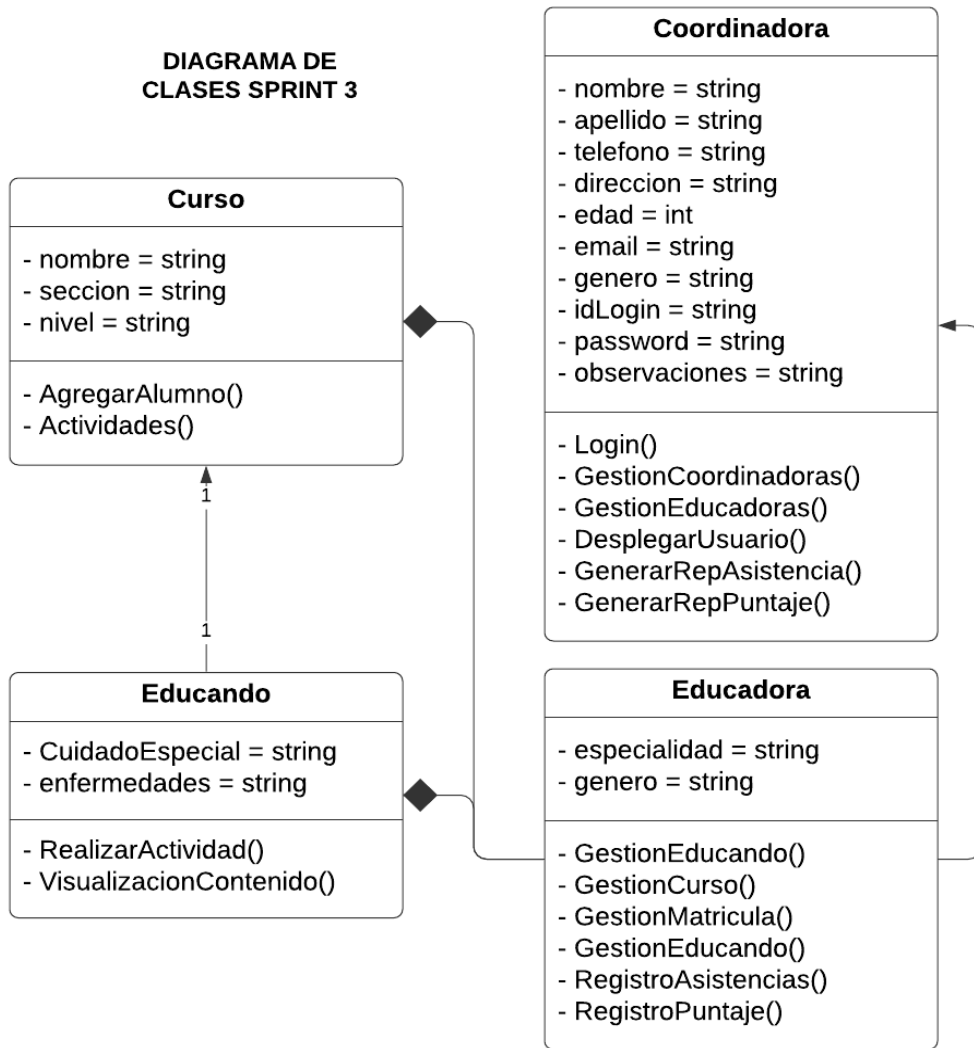 DIAGRAMA DE
CLASES SPRINT 3
Curso
- nombre = string
- seccion = string
- nivel = string
- AgregarAlumno()
- Actividades()
1
1
Educando
- CuidadoEspecial = string
- enfermedades = string
- RealizarActividad()
- VisualizacionContenido()
Coordinadora
- nombre = string
- apellido = string
- telefono = string
- direccion = string
- edad = int
- email = string
- genero = string
- idLogin = string
- password = string
- observaciones = string
- Login()
- GestionCoordinadoras()
- GestionEducadoras()
- DesplegarUsuario()
- GenerarRepAsistencia()
- GenerarRepPuntaje()
Educadora
- especialidad = string
- genero = string
- GestionEducando()
- GestionCurso()
- GestionMatricula()
- GestionEducando()
- RegistroAsistencias()
- RegistroPuntaje()